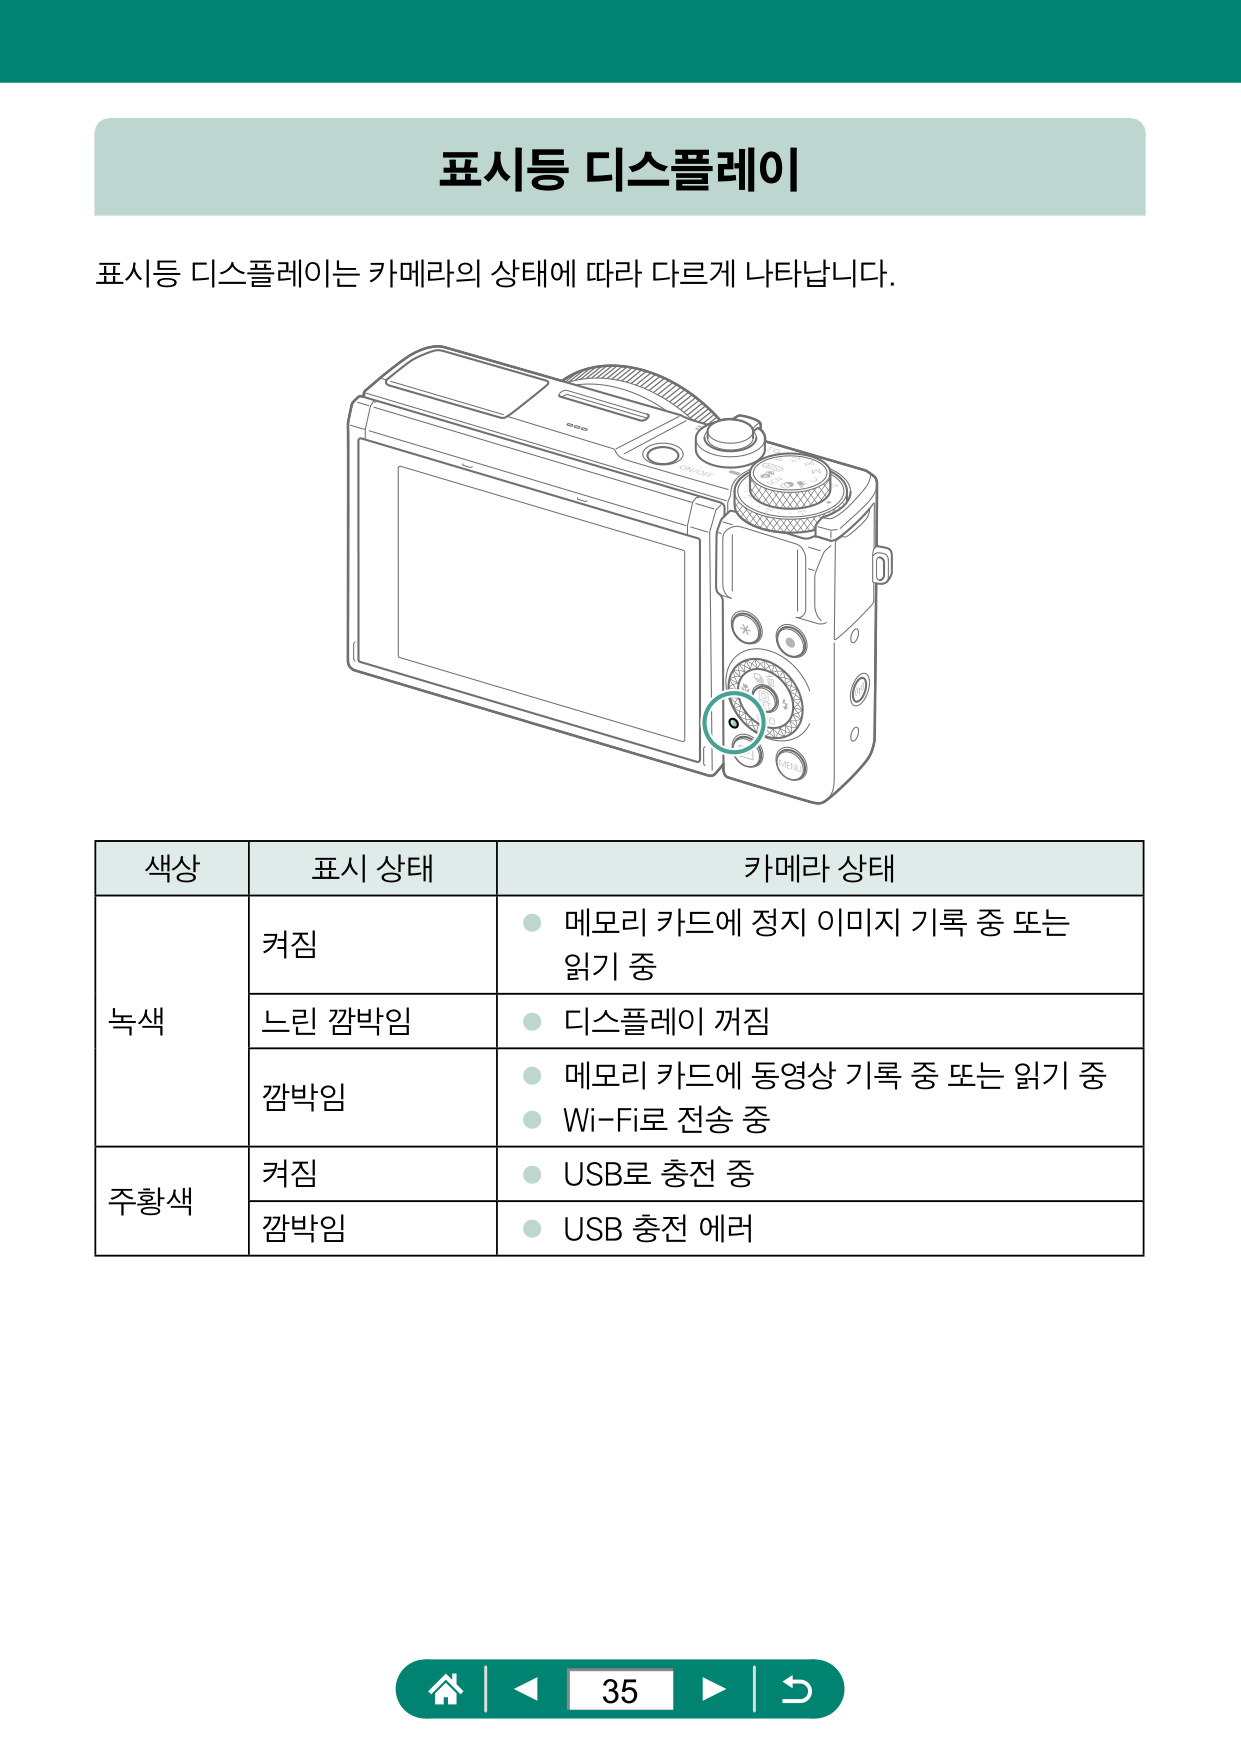 표시등 디스플레이
표시등 디스플레이는 카메라의 상태에 따라 다르게 나타납니다.
ON/OFF
MENU
색상 표시 상태 카메라 상태
녹색
켜짐
메모리 카드에 정지 이미지 기록 중 또는
읽기 중
느린 깜박임
디스플레이 꺼짐
깜박임
메모리 카드에 동영상 기록 중 또는 읽기 중
Wi-Fi로 전송 중
주황색
켜짐
USB로 충전 중
깜박임
USB 충전 에러
35